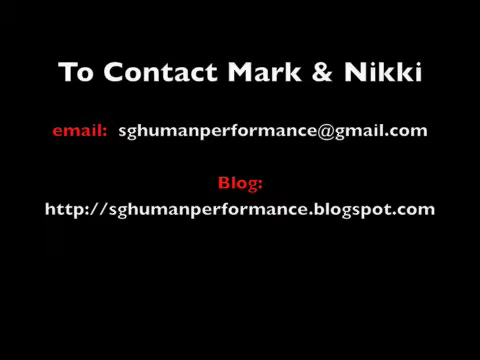 To Contact Mark & Nikki
email: sghumanperformance@gmail.com
Blog:
http://sghumanperformance.blogspot.com